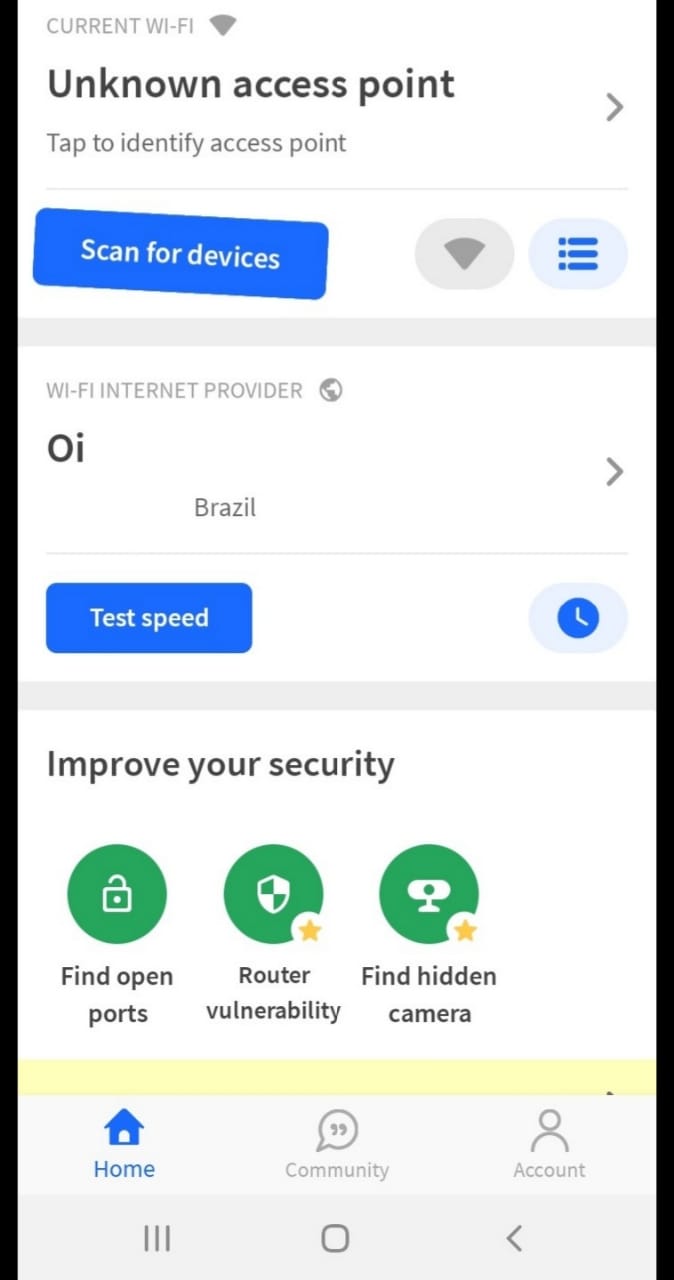 CURRENT WI-FI
Unknown access point
Tap to identify access point
Scan for devices
WI-FI INTERNET PROVIDER
Oi
Brazil
Test speed
Improve your security
Find open
ports
Router
vulnerability
Find hidden
camera
Home
Community
Account